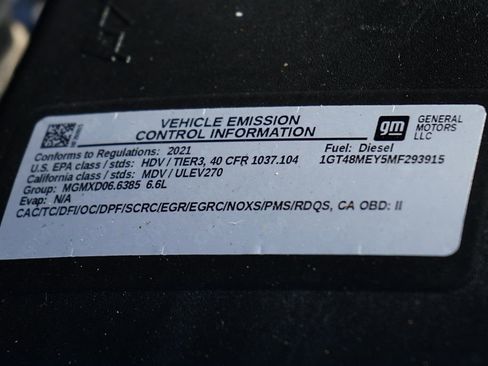 VEHICLE EMISSION
CONTROL INFORMATION
gm
GENERAL
MOTORS
LLC
Conforms to Regulations: 2021
Fuel: Diesel
U.S. EPA class / stds: HDV / TIER3, 40 CFR 1037.104
1GT48MEY5MF293915
California class / stds: MDV / ULEV270
Group: MGMXD06.6385 6.6L
Evap: N/A
CAC/TC/DFI/OC/DPF/SCRC/EGR/EGRC/NOXS/PMS/RDQS, CA OBD: II